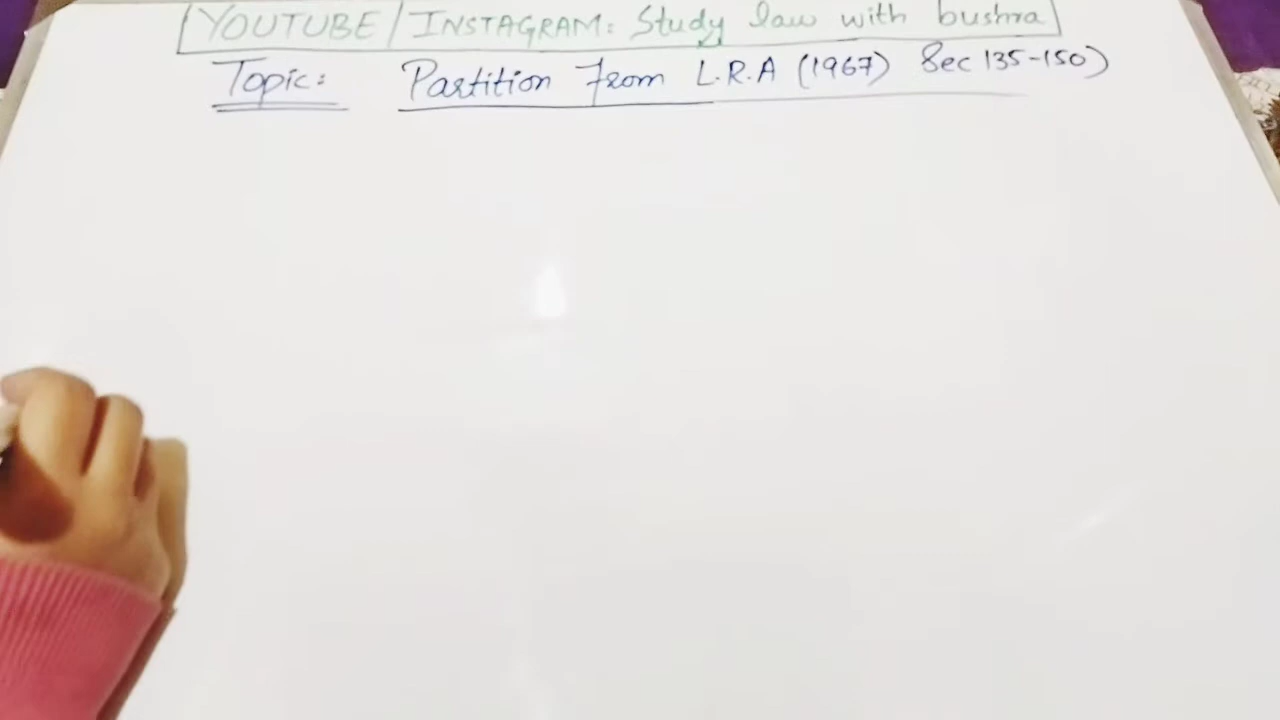 YOUTUBE/INSTAGRAM: Study law with bushra
Topic: Partition From L.R.A (1967) Sec 135-150)